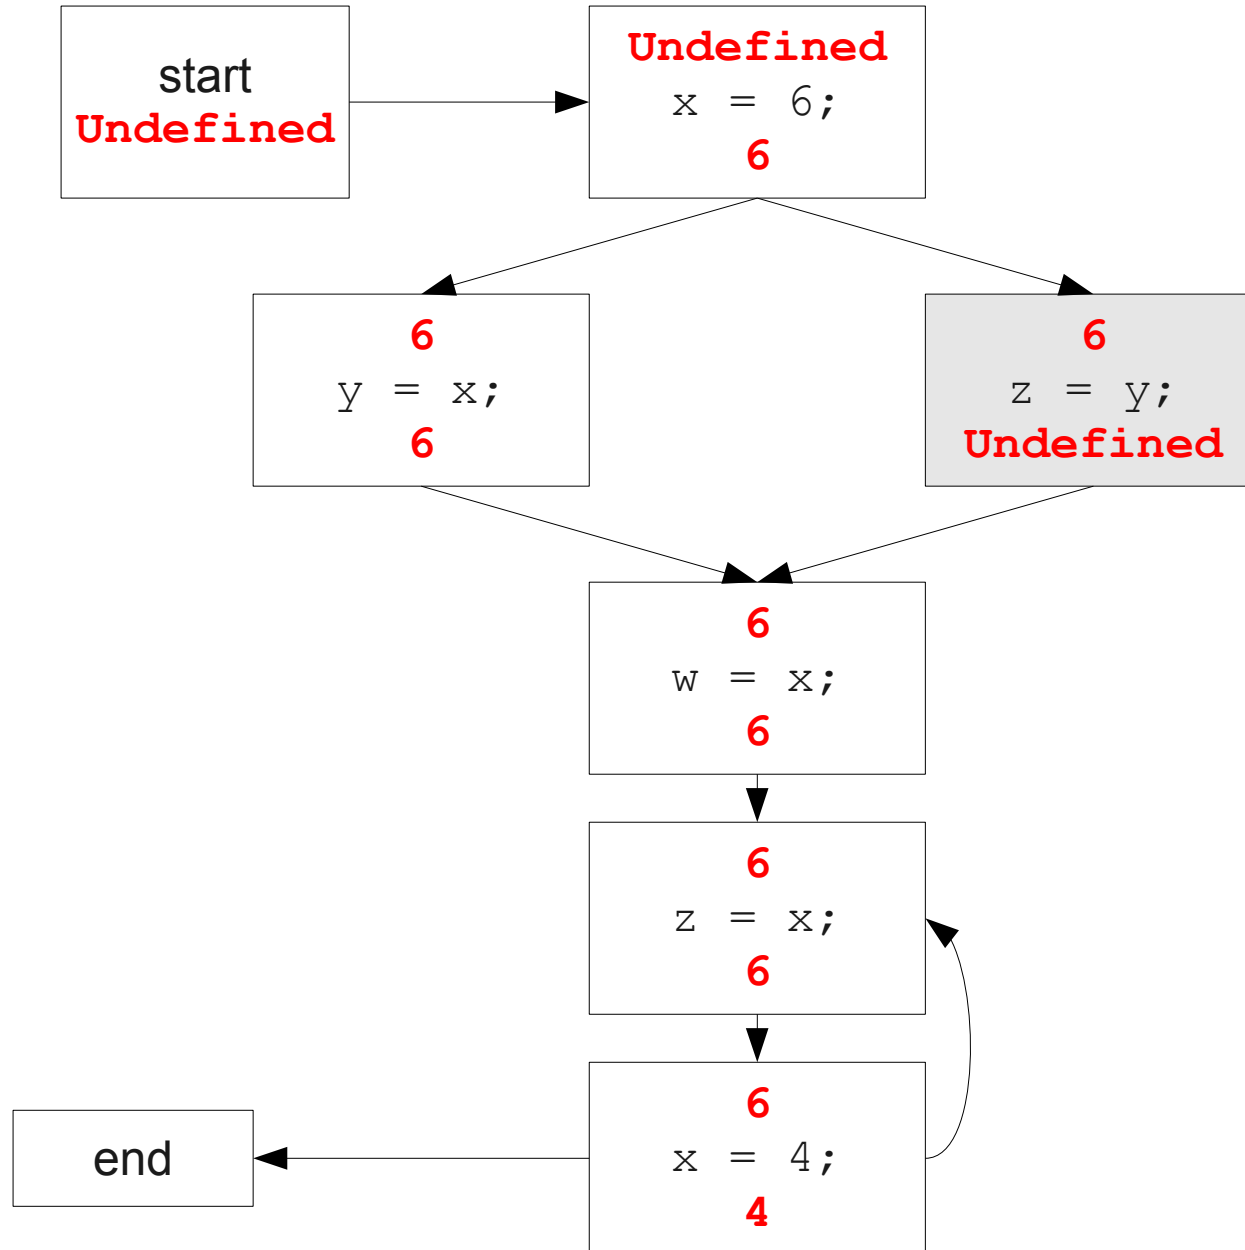 start
Undefined
Undefined
x = 6;
6
6
y = x;
6
6
z = y;
Undefined
6
w = x;
6
6
z = x;
6
6
x = 4;
4
end